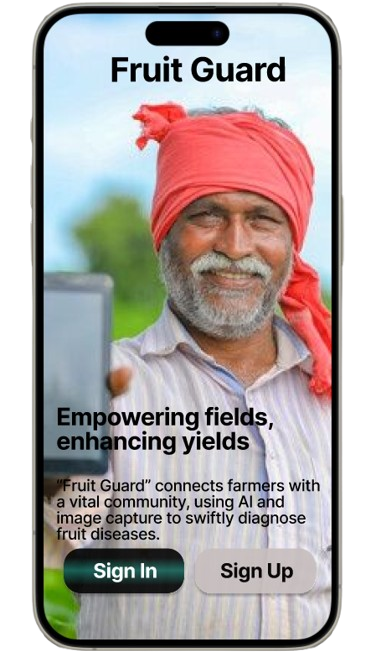 Fruit Guard
Empowering fields,
enhancing yields
“Fruit Guard” connects farmers with
a vital community, using AI and
image capture to swiftly diagnose
fruit diseases.
Sign In
Sign Up